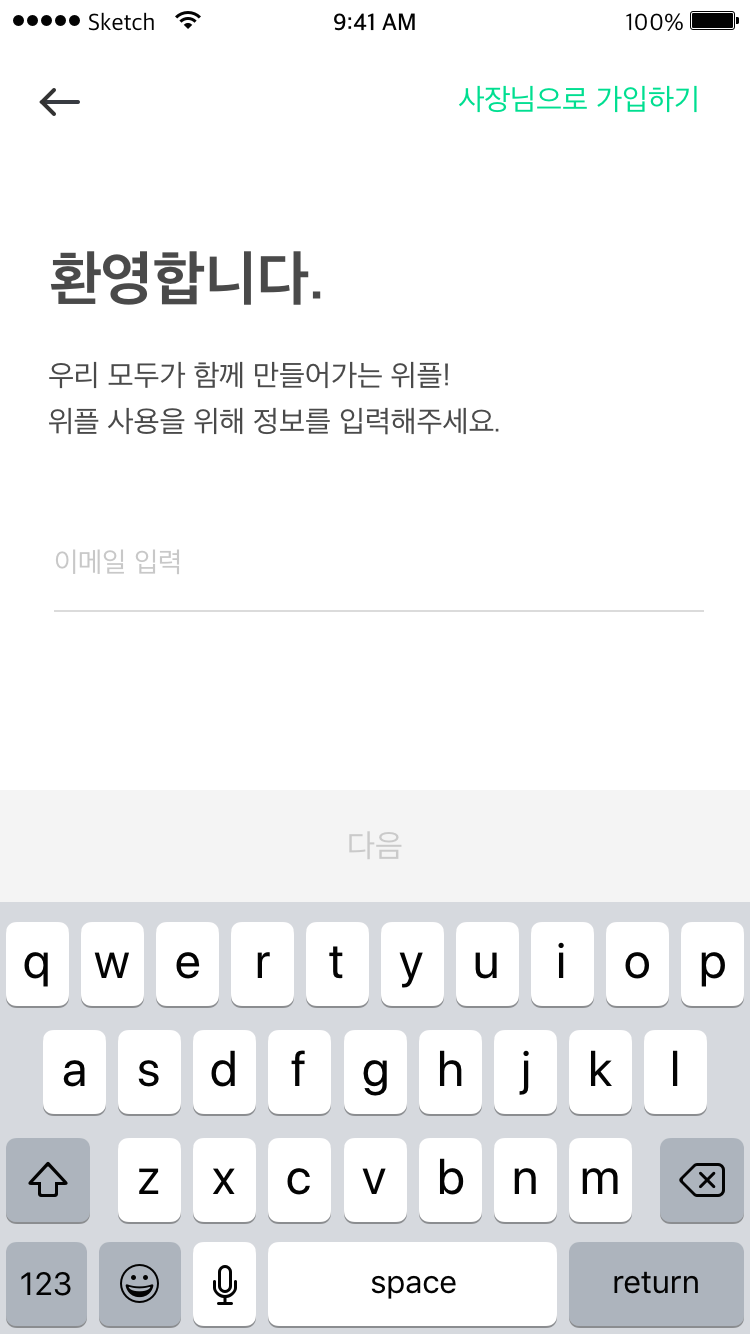 Sketch 9:41 AM 100%
사장님으로 가입하기
환영합니다.
우리 모두가 함께 만들어가는 위플!
위플 사용을 위해 정보를 입력해주세요.
이메일 입력
다음
q w e r t y u i o p
a s d f g h j k l
z x c v b n m
123 space return